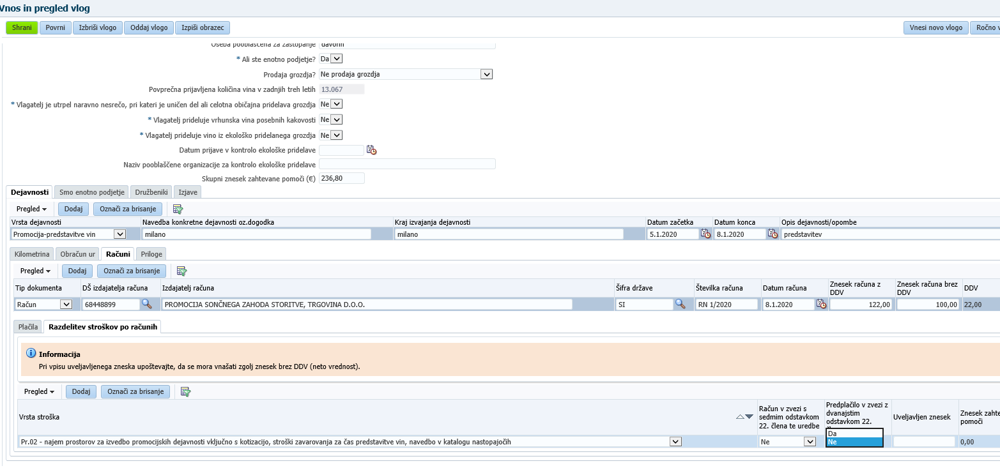 Vnos in pregled vlog
Shrani Povrni Izbriši vlogo Oddaj vlogo Izpiši obrazec Vnesi novo vlogo Ročno v
Oseba pooblaščena za zastopanje davorin
* Ali ste enotno podjetje? Da
Prodaja grozdja? Ne prodaja grozdja
Povprečna prijavljena količina vina v zadnjih treh letih 13.067
* Vlagatelj je utrpel naravno nesrečo, pri kateri je uničen del ali celotna običajna pridelava grozdja Ne
* Vlagatelj prideluje vrhunska vina posebnih kakovosti Ne
* Vlagatelj prideluje vino iz ekološko pridelanega grozdja Ne
Datum prijave v kontrolo ekološke pridelave
Naziv pooblaščene organizacije za kontrolo ekološke pridelave
Skupni znesek zahtevane pomoči (€) 236,80
Dejavnosti Smo enotno podjetje Družbeniki Izjave
Pregled Dodaj Označi za brisanje
Vrsta dejavnosti Navedba konkretne dejavnosti oz.dogodka Kraj izvajanja dejavnosti Datum začetka Datum konca Opis dejavnosti/opombe
Promocija-predstavitve vin milano milano 5.1.2020 8.1.2020 predstavitev
Kilometrina Obračun ur Računi Priloge
Pregled Dodaj Označi za brisanje
Tip dokumenta DŠ izdajatelja računa Izdajatelj računa Šifra države Številka računa Datum računa Znesek računa z DDV Znesek računa brez DDV DDV
Račun 68448899 PROMOCIJA SONČNEGA ZAHODA STORITVE, TRGOVINA D.O.O. SI RN 1/2020 8.1.2020 122,00 100,00 22,00
Plačila Razdelitev stroškov po računih
Informacija
Pri vpisu uveljavljenega zneska upoštevajte, da se mora vnašati zgolj znesek brez DDV (neto vrednost).
Pregled Dodaj Označi za brisanje
Vrsta stroška Račun v zvezi s sedmim odstavkom 22. člena te uredbe Predplačilo v zvezi z dvanajstim odstavkom 22. Uveljavljen znesek Znesek zahte pomoči
Da
Pr.02 - najem prostorov za izvedbo promocijskih dejavnosti vključno s kotizacijo, stroški zavarovanja za čas predstavitve vin, navedbo v katalogu nastopajočih Ne Ne 0,00